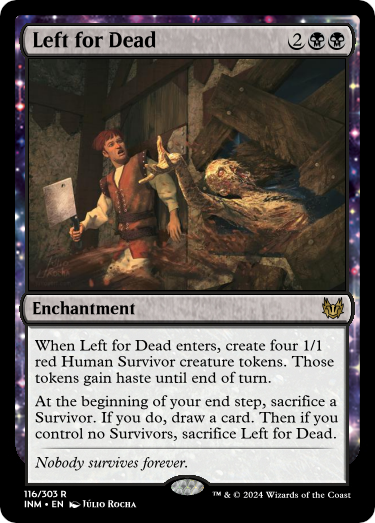 Left for Dead 2
Enchantment
When Left for Dead enters, create four 1/1
red Human Survivor creature tokens. Those
tokens gain haste until end of turn.
At the beginning of your end step, sacrifice a
Survivor. If you do, draw a card. Then if you
control no Survivors, sacrifice Left for Dead.
Nobody survives forever.
116/303 R
INM • EN Júlio Rocha ™ & © 2024 Wizards of the Coast